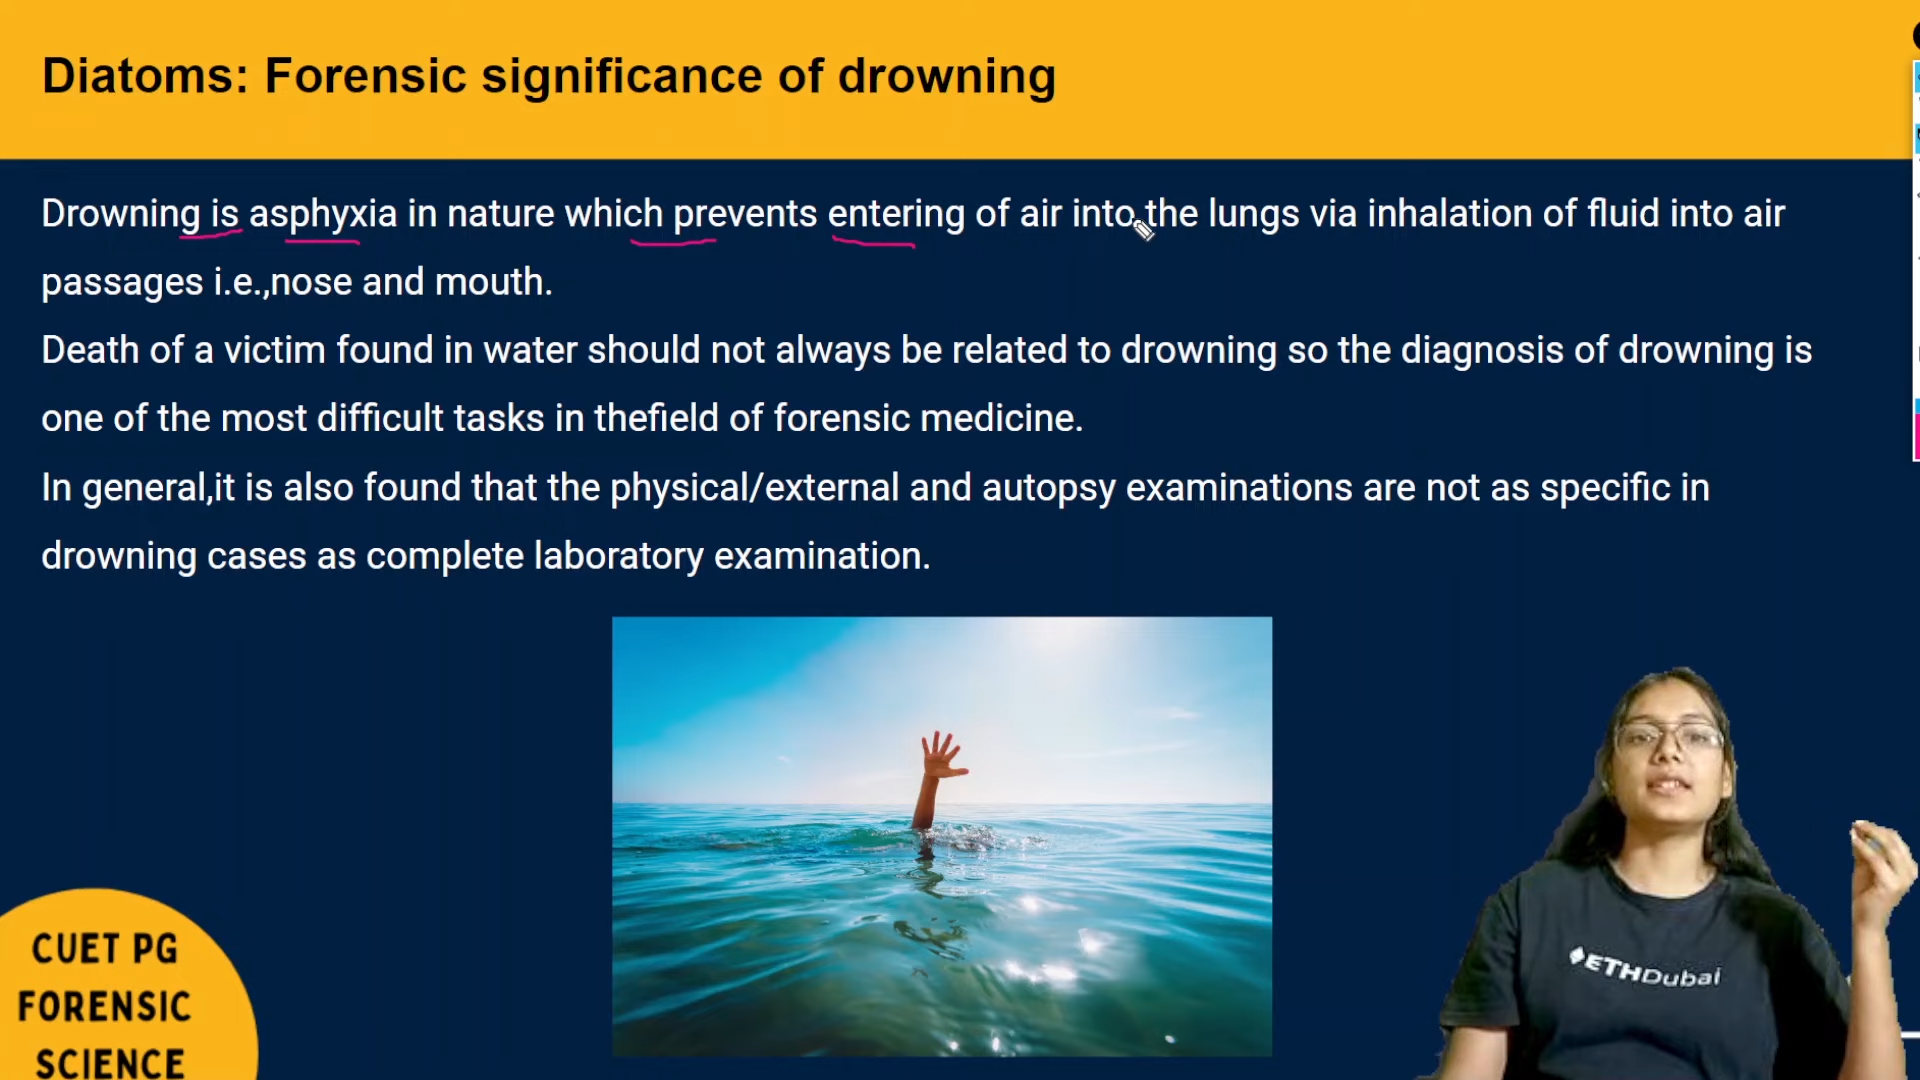 Diatoms: Forensic significance of drowning
Drowning is asphyxia in nature which prevents entering of air into the lungs via inhalation of fluid into air
passages i.e.,nose and mouth.
Death of a victim found in water should not always be related to drowning so the diagnosis of drowning is
one of the most difficult tasks in thefield of forensic medicine.
In general,it is also found that the physical/external and autopsy examinations are not as specific in
drowning cases as complete laboratory examination.
CUET PG
FORENSIC
SCIENCE
ETHDubai